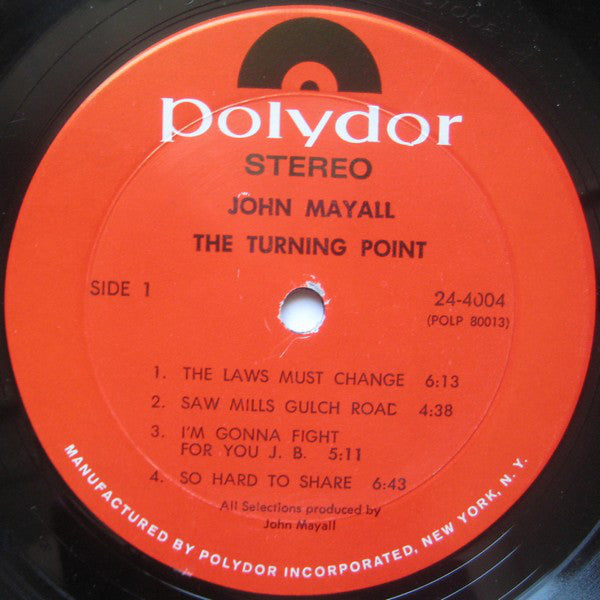 polydor
STEREO
JOHN MAYALL
THE TURNING POINT
SIDE 1
24-4004
(POLP 80013)
1. THE LAWS MUST CHANGE 6:13
2. SAW MILLS GULCH ROAD 4:38
3. I'M GONNA FIGHT
FOR YOU J. B. 5:11
4. SO HARD TO SHARE 6:43
All Selections produced by
John Mayall
MANUFACTURED BY POLYDOR INCORPORATED, NEW YORK, N. Y.